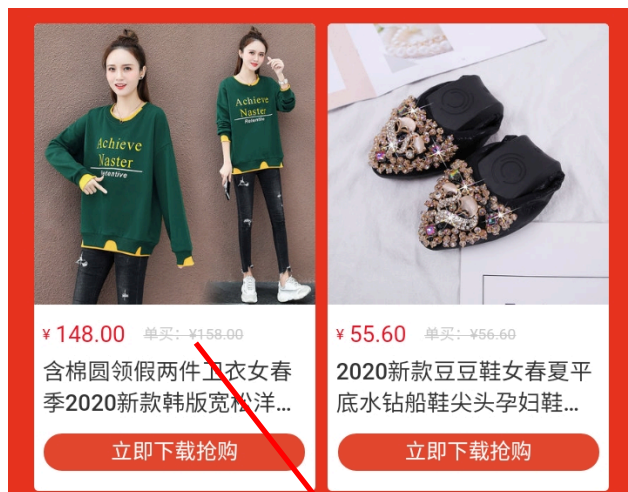 Achieve
Naster
Intentive
Achieve
Naster
¥ 148.00 单买：¥158.00
含棉圆领假两件卫衣女春
季2020新款韩版宽松洋...
立即下载抢购
¥ 55.60 单买：¥56.60
2020新款豆豆鞋女春夏平
底水钻船鞋尖头孕妇鞋...
立即下载抢购